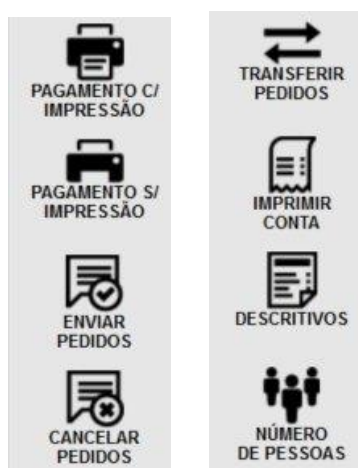 PAGAMENTO C/
IMPRESSÃO
PAGAMENTO S/
IMPRESSÃO
ENVIAR
PEDIDOS
CANCELAR
PEDIDOS
TRANSFERIR
PEDIDOS
IMPRIMIR
CONTA
DESCRITIVOS
NÚMERO
DE PESSOAS